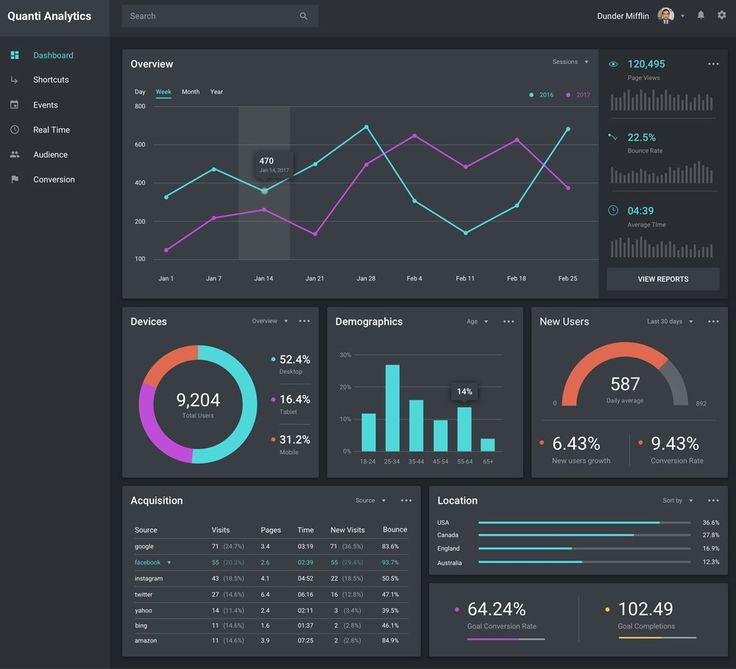 Quanti Analytics
Search
Dunder Mifflin
Dashboard
Shortcuts
Events
Real Time
Audience
Conversion
Overview
Sessions
Day Week Month Year
2016 2017
800
600
400
200
100
470
Jan 14, 2017
Jan 1 Jan 7 Jan 14 Jan 21 Jan 28 Feb 4 Feb 11 Feb 18 Feb 25
120,495
Page Views
22.5%
Bounce Rate
04:39
Average Time
VIEW REPORTS
Devices
Overview
9,204
Total Users
52.4%
Desktop
16.4%
Tablet
31.2%
Mobile
Demographics
Age
30%
20%
10%
0%
14%
18-24 25-34 35-44 45-54 55-64 65+
New Users
Last 30 days
587
Daily average
0 892
6.43%
New users growth
9.43%
Conversion Rate
Acquisition
Source
Source Visits Pages Time New Visits Bounce
google 71 (24.7%) 3.4 03:19 71 (36.5%) 83.6%
facebook 55 (20.3%) 2.6 02:39 55 (29.4%) 93.7%
instagram 43 (18.5%) 4.1 04:52 22 (18.5%) 50.5%
twitter 27 (14.6%) 6.4 06:16 16 (12.8%) 47.1%
yahoo 14 (11.4%) 2.4 02:11 3 (3.4%) 39.5%
bing 11 (14.6%) 1.6 01:37 2 (2.8%) 46.1%
amazon 11 (14.6%) 3.9 07:25 2 (2.8%) 84.9%
Location
Sort by
USA 36.6%
Canada 27.8%
England 16.9%
Australia 12.3%
64.24%
Goal Conversion Rate
102.49
Goal Completions